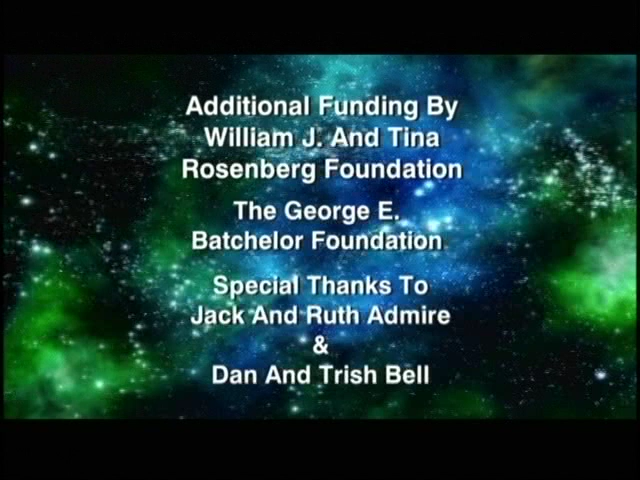 Additional Funding By
William J. And Tina
Rosenberg Foundation
The George E.
Batchelor Foundation
Special Thanks To
Jack And Ruth Admire
&
Dan And Trish Bell